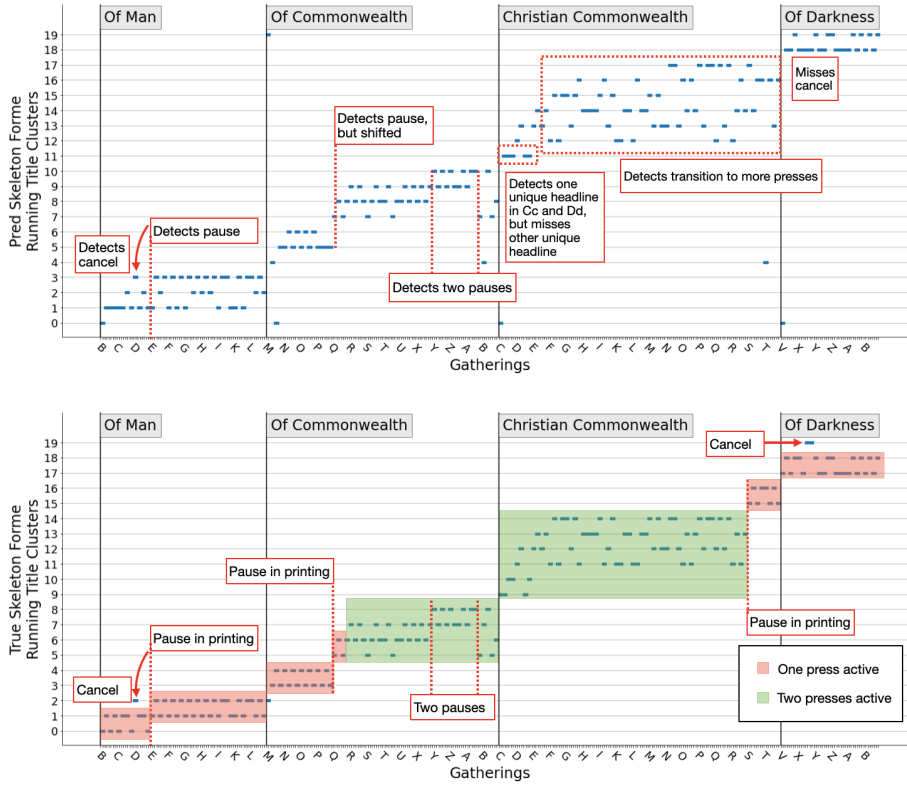 Of Man
Of Commonwealth
Christian Commonwealth
Of Darkness
Pred Skeleton Forme
Running Title Clusters
19
18
17
16
15
14
13
12
11
10
9
8
7
6
5
4
3
2
1
0
Detects
cancel
Detects pause
Detects pause,
but shifted
Detects two pauses
Detects one
unique headline
in Cc and Dd,
but misses
other unique
headline
Detects transition to more presses
Misses
cancel
B C D E F G H I K L M N O P Q R S T U X Y Z A B C D E F G H I K L M N O P Q R S T V X Y Z A B
Gatherings
Of Man
Of Commonwealth
Christian Commonwealth
Of Darkness
True Skeleton Forme
Running Title Clusters
19
18
17
16
15
14
13
12
11
10
9
8
7
6
5
4
3
2
1
0
Cancel
Pause in printing
Pause in printing
Two pauses
Cancel
Pause in printing
One press active
Two presses active
B C D E F G H I K L M N O P Q R S T U X Y Z A B C D E F G H I K L M N O P Q R S T V X Y Z A B
Gatherings